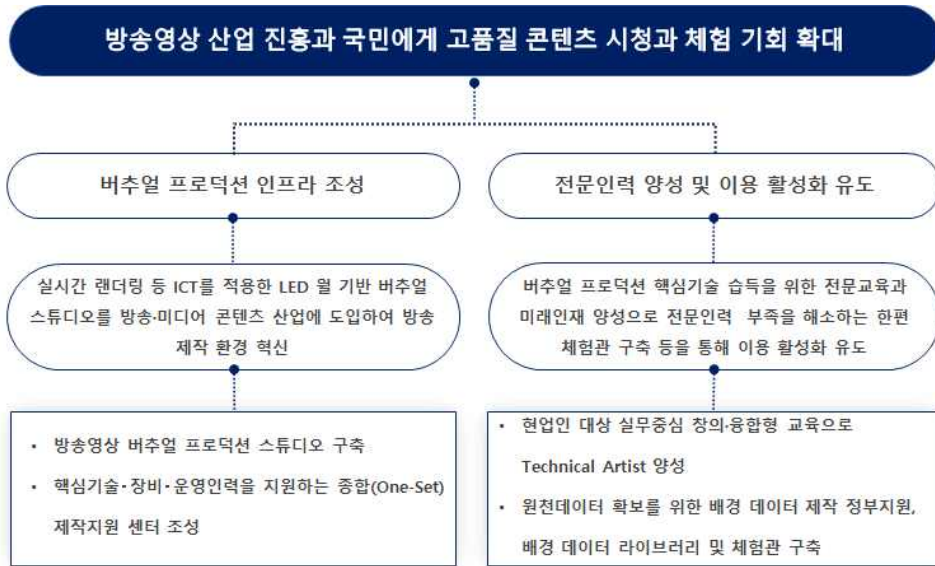 방송영상 산업 진흥과 국민에게 고품질 콘텐츠 시청과 체험 기회 확대
버추얼 프로덕션 인프라 조성
실시간 랜더링 등 ICT를 적용한 LED 월 기반 버추얼
스튜디오를 방송·미디어 콘텐츠 산업에 도입하여 방송
제작 환경 혁신
• 방송영상 버추얼 프로덕션 스튜디오 구축
• 핵심기술·장비·운영인력을 지원하는 종합(One-Set)
제작지원 센터 조성
전문인력 양성 및 이용 활성화 유도
버추얼 프로덕션 핵심기술 습득을 위한 전문교육과
미래인재 양성으로 전문인력 부족을 해소하는 한편
체험관 구축 등을 통해 이용 활성화 유도
• 현업인 대상 실무중심 창의·융합형 교육으로
Technical Artist 양성
• 원천데이터 확보를 위한 배경 데이터 제작 정부지원,
배경 데이터 라이브러리 및 체험관 구축